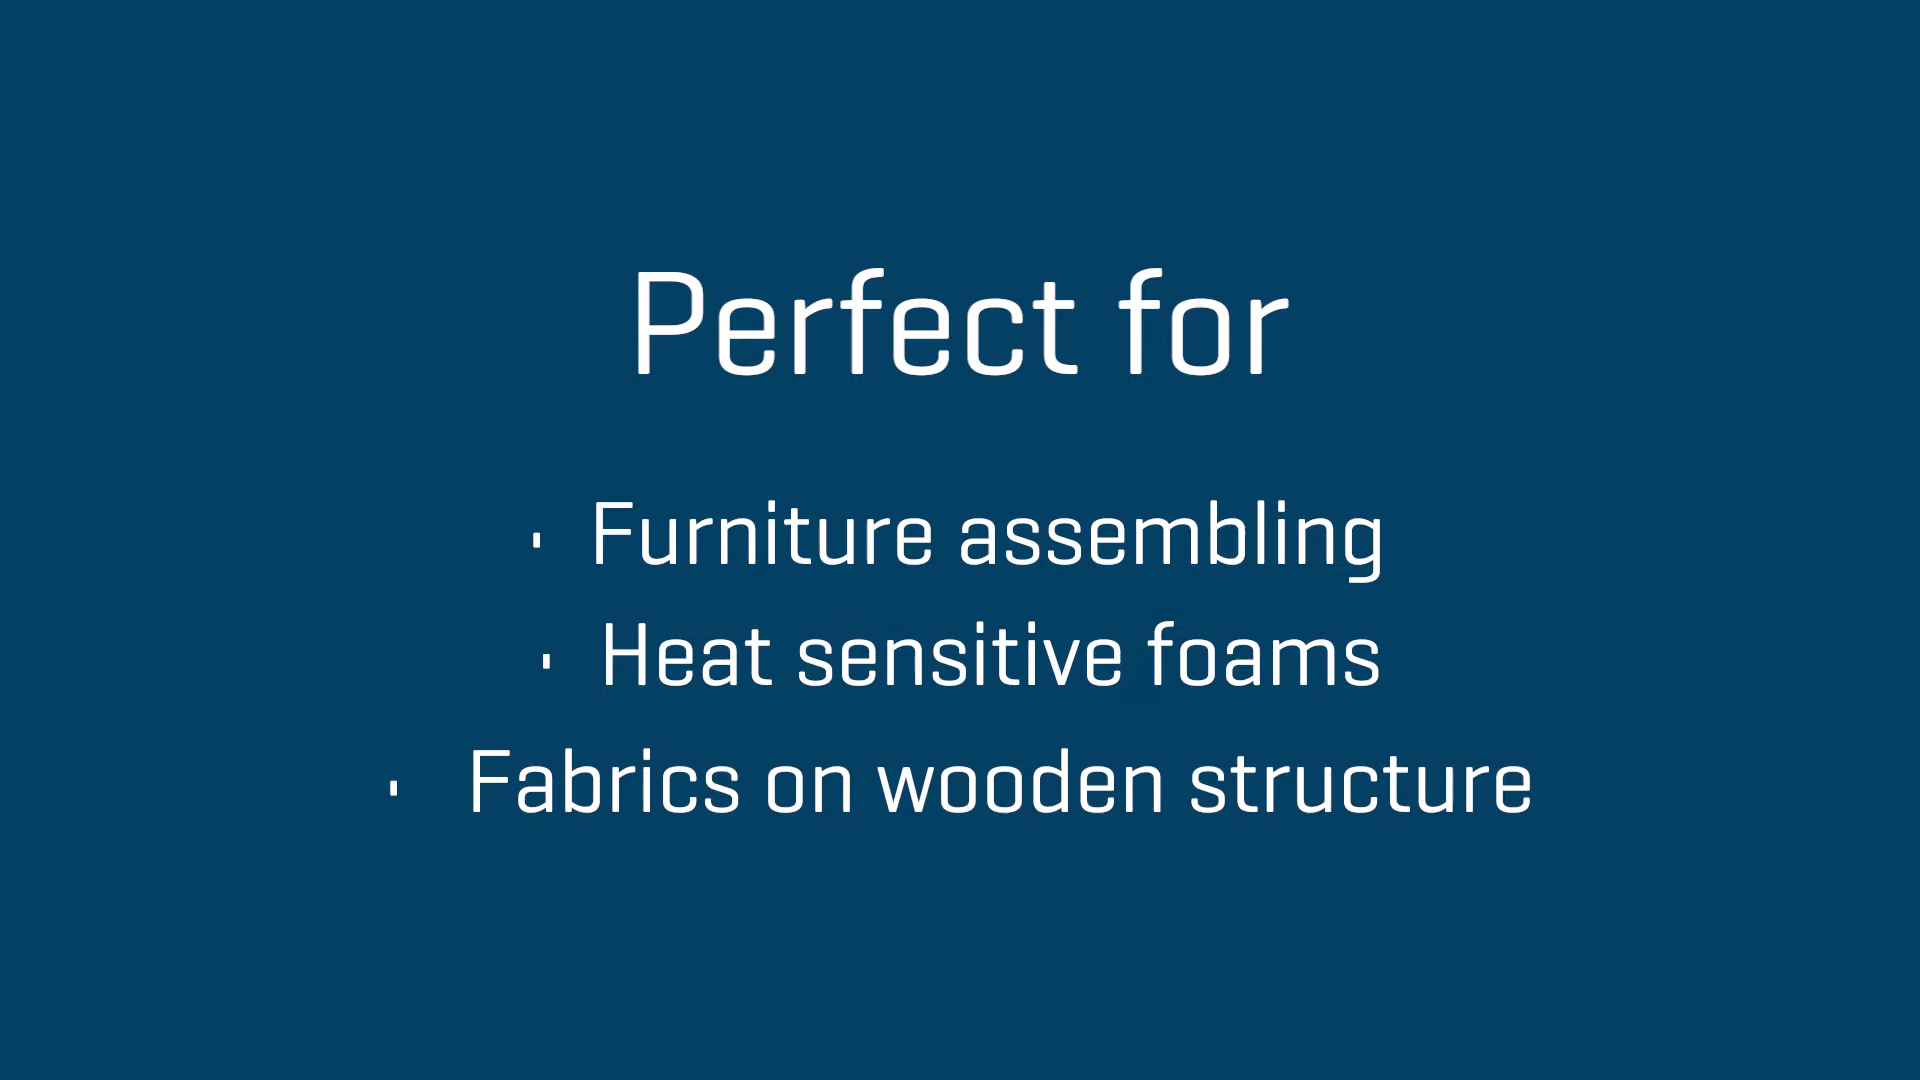 Perfect for
· Furniture assembling
· Heat sensitive foams
· Fabrics on wooden structure